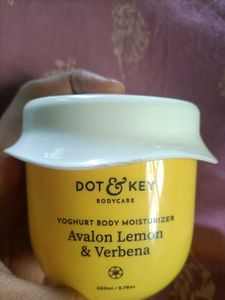 DOT & KEY
BODYCARE
YOGHURT BODY MOISTURIZER
Avalon Lemon
& Verbena